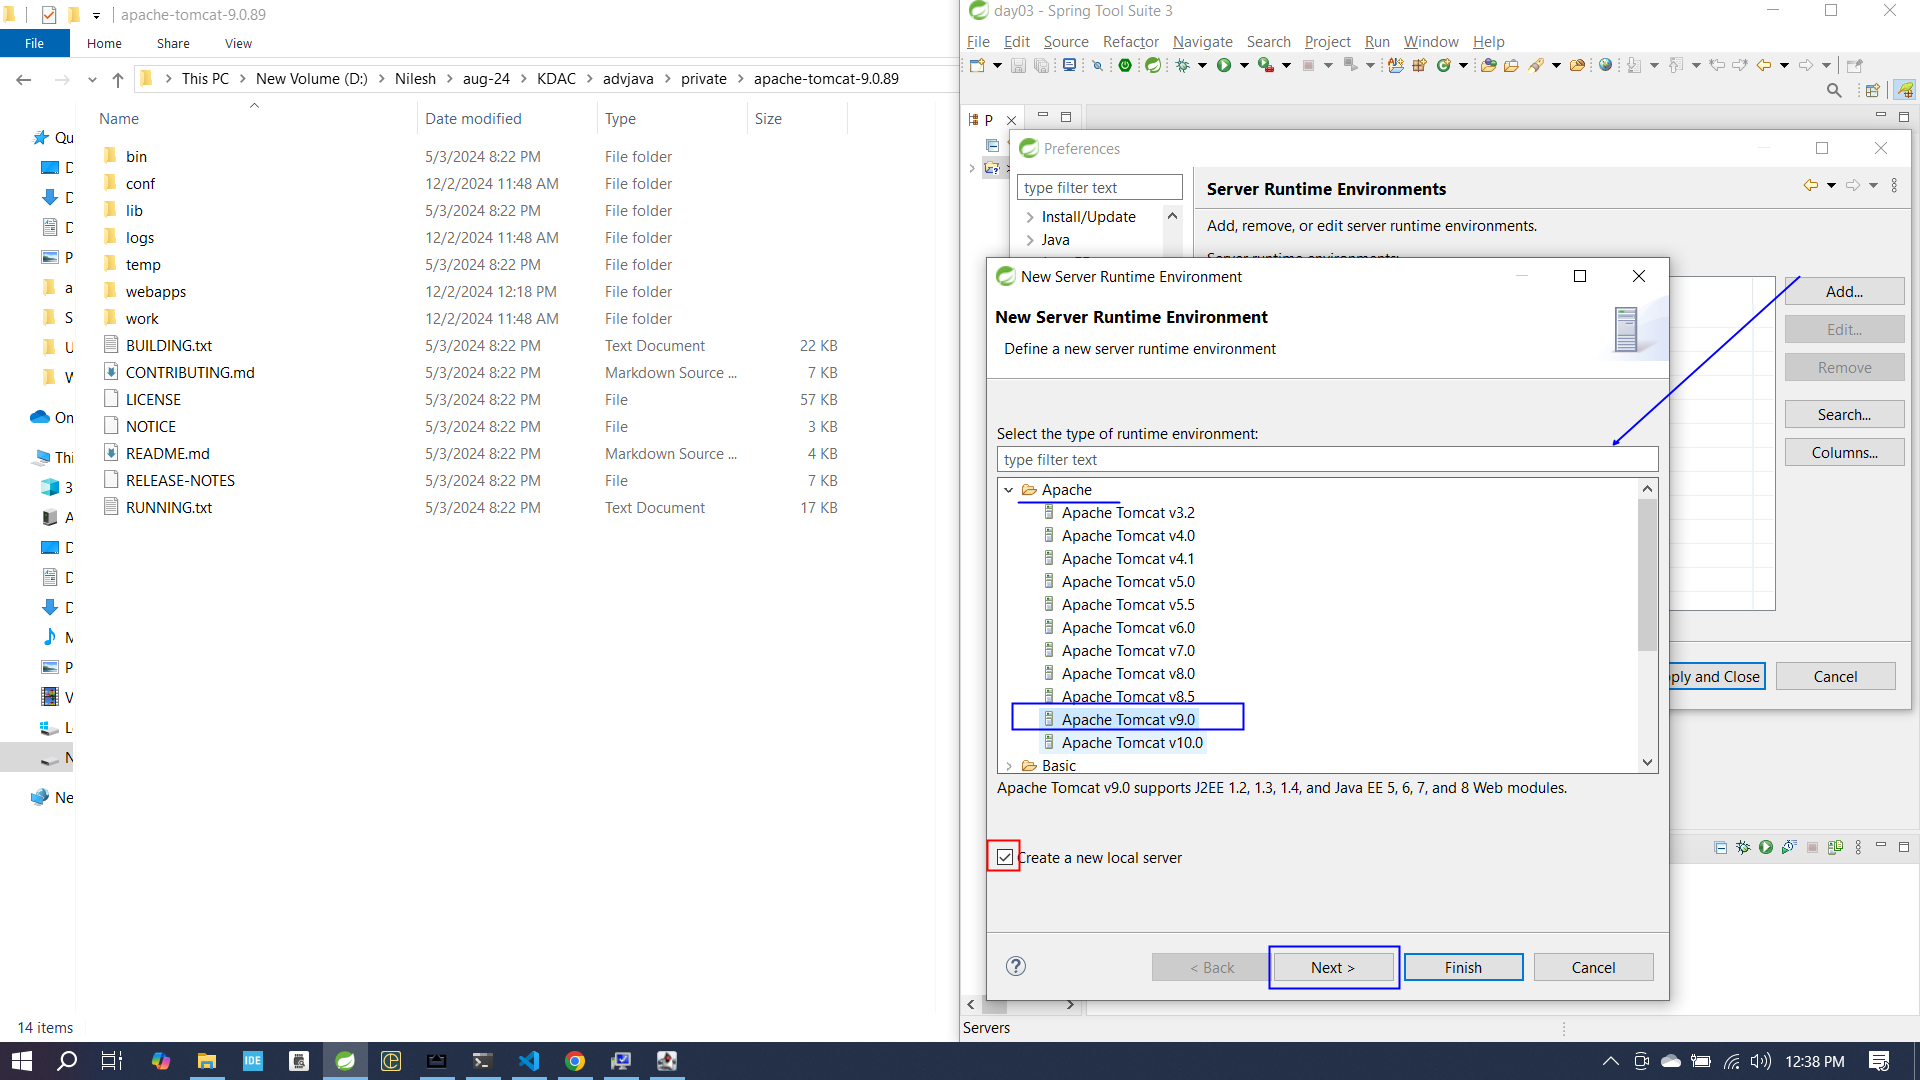 apache-tomcat-9.0.89
File Home Share View
This PC > New Volume (D:) > Nilesh > aug-24 > KDAC > advjava > private > apache-tomcat-9.0.89
Name Date modified Type Size
bin 5/3/2024 8:22 PM File folder
conf 12/2/2024 11:48 AM File folder
lib 5/3/2024 8:22 PM File folder
logs 12/2/2024 11:48 AM File folder
temp 5/3/2024 8:22 PM File folder
webapps 12/2/2024 12:18 PM File folder
work 12/2/2024 11:48 AM File folder
BUILDING.txt 5/3/2024 8:22 PM Text Document 22 KB
CONTRIBUTING.md 5/3/2024 8:22 PM Markdown Source ... 7 KB
LICENSE 5/3/2024 8:22 PM File 57 KB
NOTICE 5/3/2024 8:22 PM File 3 KB
README.md 5/3/2024 8:22 PM Markdown Source ... 4 KB
RELEASE-NOTES 5/3/2024 8:22 PM File 7 KB
RUNNING.txt 5/3/2024 8:22 PM Text Document 17 KB
Qu
D
D
D
P
a
S
U
W
On
Thi
3
A
D
D
D
M
P
V
Lo
N
Ne
14 items
day03 - Spring Tool Suite 3
File Edit Source Refactor Navigate Search Project Run Window Help
P
Preferences
type filter text
Install/Update
Java
Server Runtime Environments
Add, remove, or edit server runtime environments.
Server runtime environments:
Add...
Edit...
Remove
Search...
Columns...
ply and Close
Cancel
New Server Runtime Environment
New Server Runtime Environment
Define a new server runtime environment
Select the type of runtime environment:
type filter text
Apache
Apache Tomcat v3.2
Apache Tomcat v4.0
Apache Tomcat v4.1
Apache Tomcat v5.0
Apache Tomcat v5.5
Apache Tomcat v6.0
Apache Tomcat v7.0
Apache Tomcat v8.0
Apache Tomcat v8.5
Apache Tomcat v9.0
Apache Tomcat v10.0
Basic
Apache Tomcat v9.0 supports J2EE 1.2, 1.3, 1.4, and Java EE 5, 6, 7, and 8 Web modules.
Create a new local server
< Back Next > Finish Cancel
Servers
IDE
12:38 PM